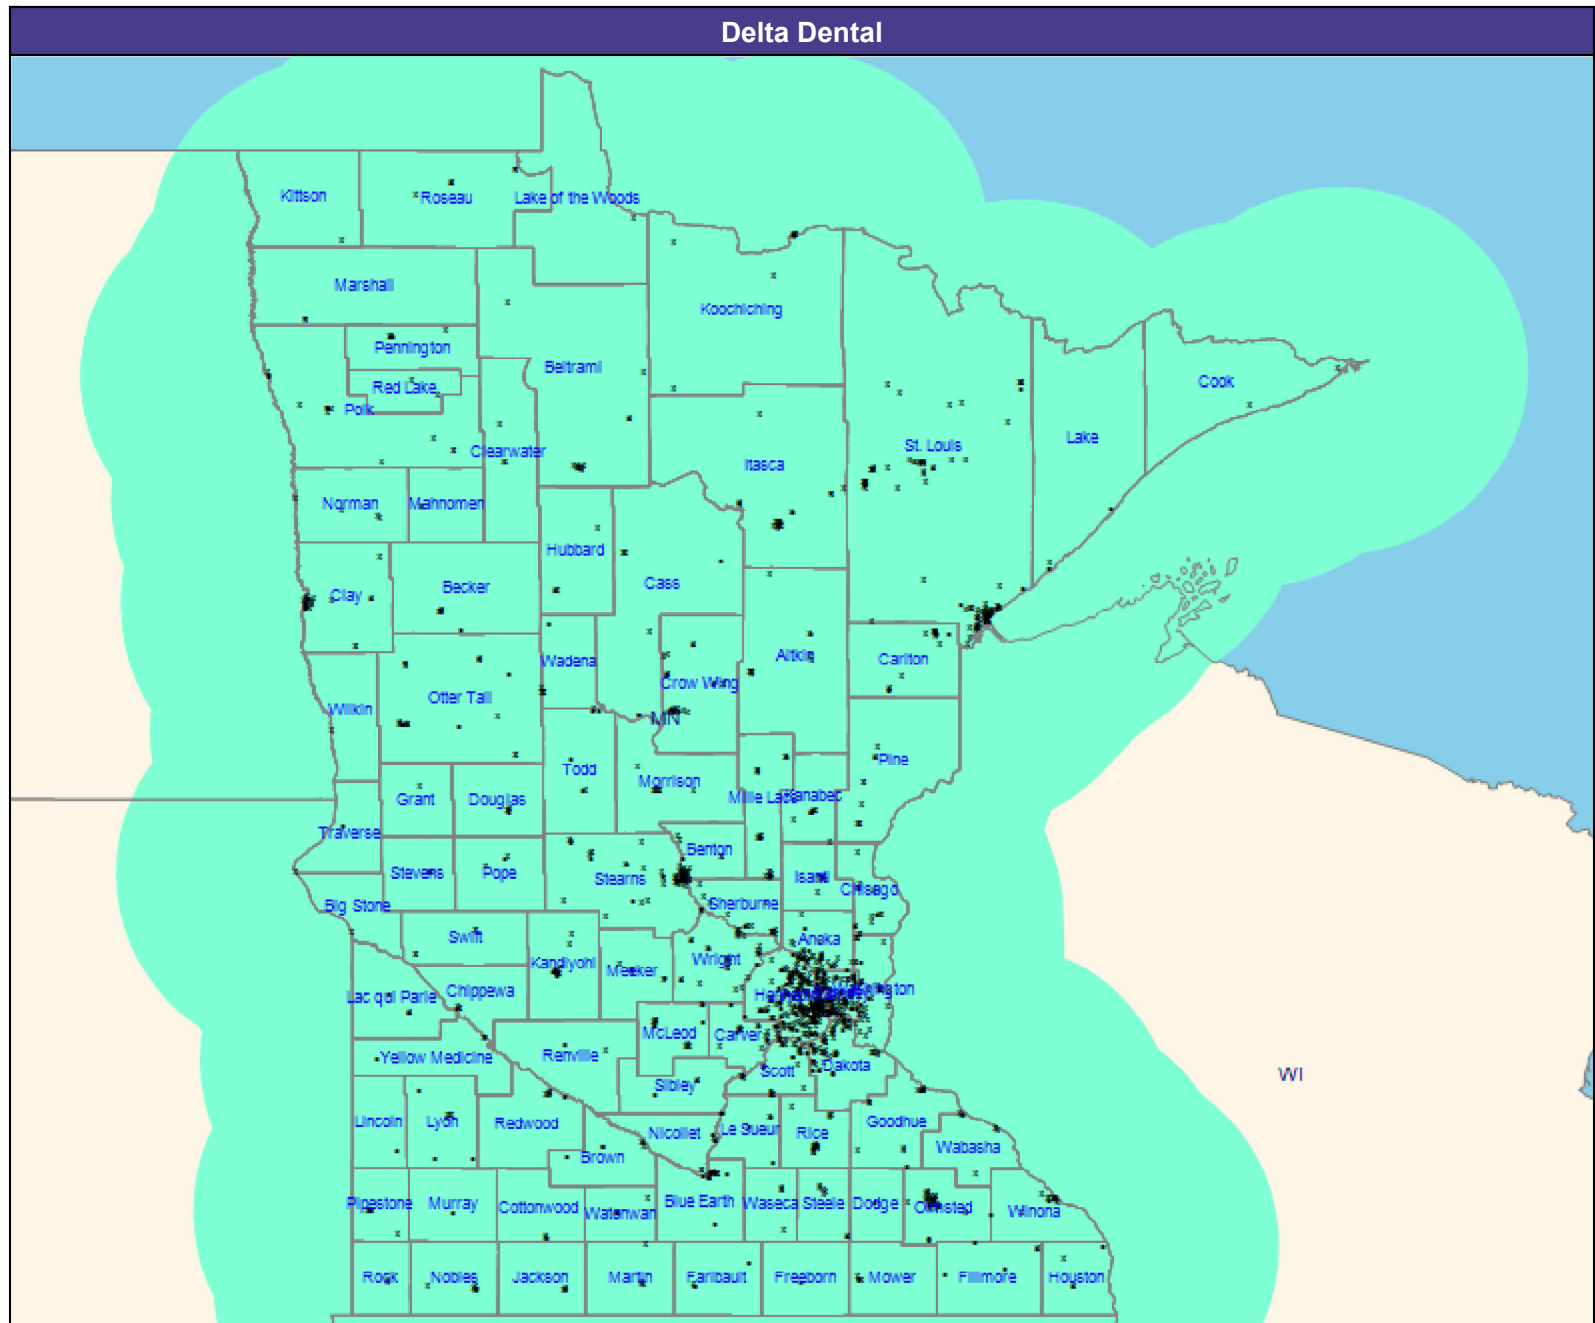 Delta Dental
Kittson
Roseau
Lake of the Woods
Marshall
Koochiching
Pennington
Beltrami
Red Lake
Cook
Polk
Lake
St. Louis
Clearwater
Itasca
Norman
Mahnomen
Hubbard
Cass
Becker
Clay
Aitkin
Carlton
Wadena
Crow Wing
Otter Tail
Wilkin
MN
Pine
Todd
Morrison
Mille Lacs
Kanabec
Grant
Douglas
Traverse
Benton
Stevens
Pope
Stearns
Isanti
Chisago
Big Stone
Sherburne
Swift
Anoka
Kandiyohi
Meeker
Wright
Lac qui Parle
Chippewa
Washington
McLeod
Carver
Yellow Medicine
Renville
Scott
Dakota
WI
Sibley
Lincoln
Lyon
Redwood
Nicollet
Le Sueur
Rice
Goodhue
Wabasha
Brown
Pipestone
Murray
Cottonwood
Watonwan
Blue Earth
Waseca
Steele
Dodge
Olmsted
Winona
Rock
Nobles
Jackson
Martin
Faribault
Freeborn
Mower
Fillmore
Houston